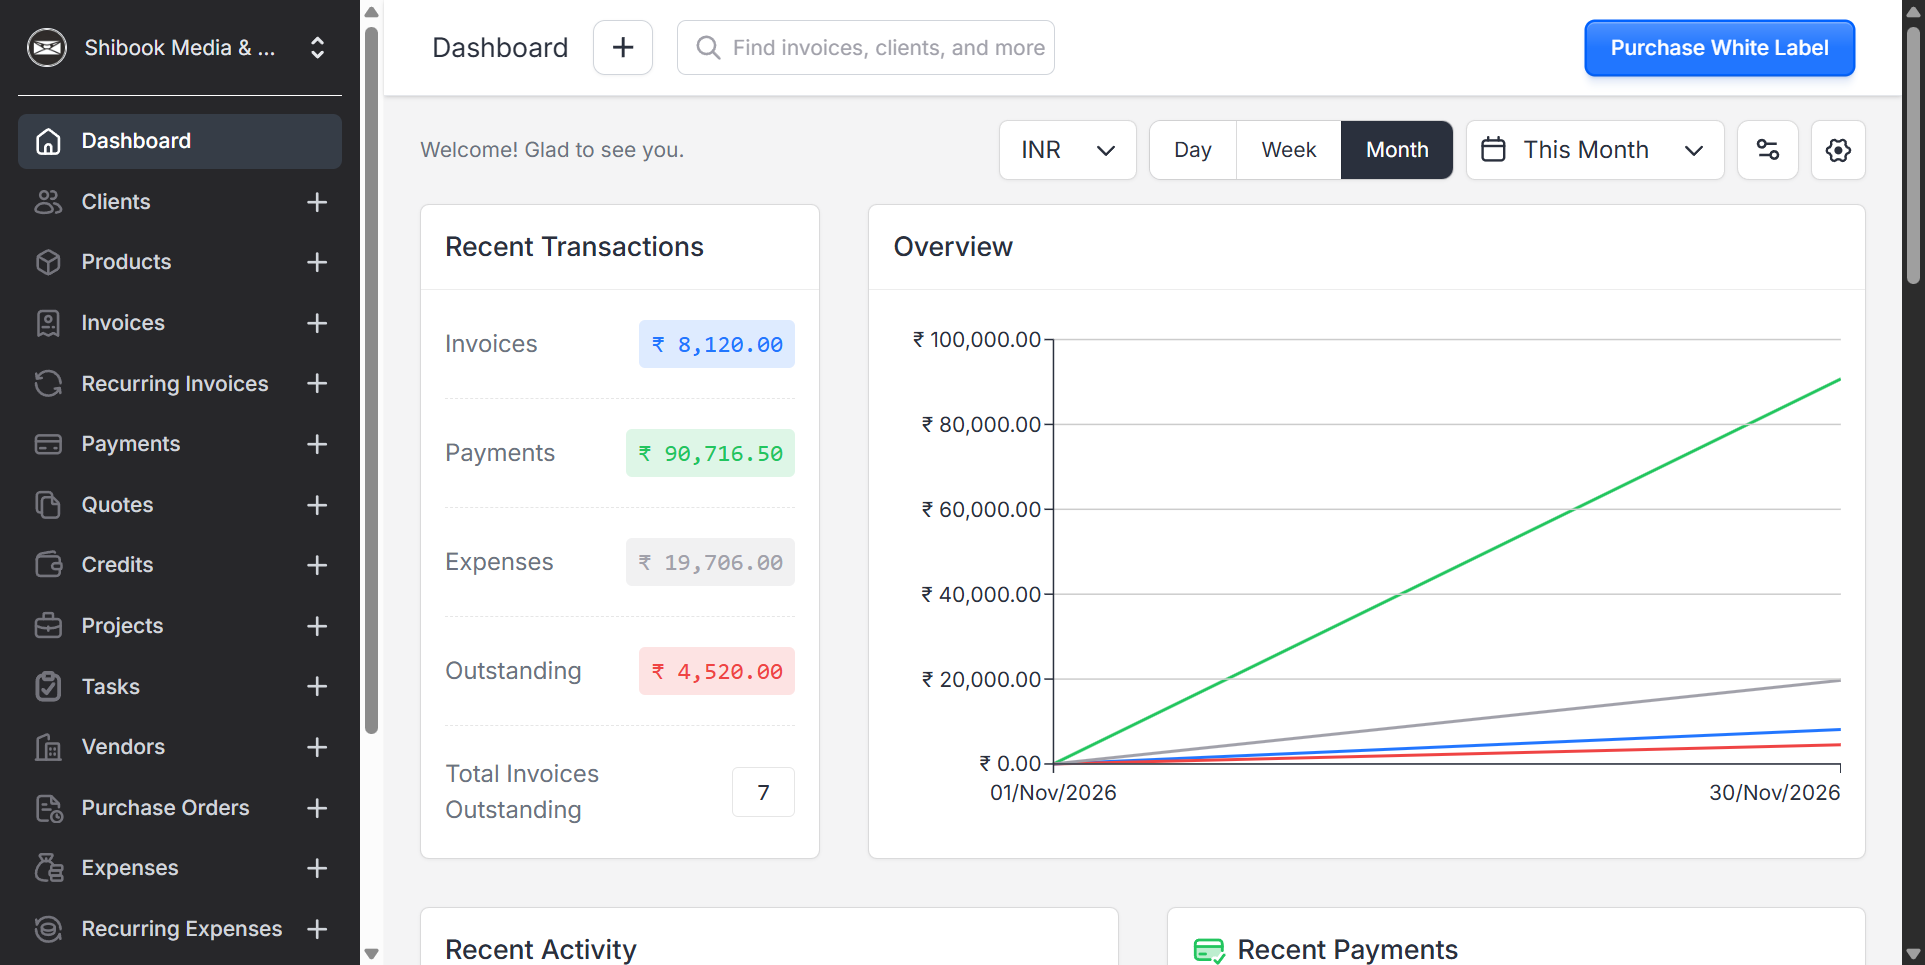 Shibook Media & ...
Dashboard
Clients
Products
Invoices
Recurring Invoices
Payments
Quotes
Credits
Projects
Tasks
Vendors
Purchase Orders
Expenses
Recurring Expenses
Dashboard
Find invoices, clients, and more
Purchase White Label
Welcome! Glad to see you.
INR
Day
Week
Month
This Month
Recent Transactions
Invoices
₹ 8,120.00
Payments
₹ 90,716.50
Expenses
₹ 19,706.00
Outstanding
₹ 4,520.00
Total Invoices
Outstanding
7
Overview
₹ 100,000.00
₹ 80,000.00
₹ 60,000.00
₹ 40,000.00
₹ 20,000.00
₹ 0.00
01/Nov/2026
30/Nov/2026
Recent Activity
Recent Payments